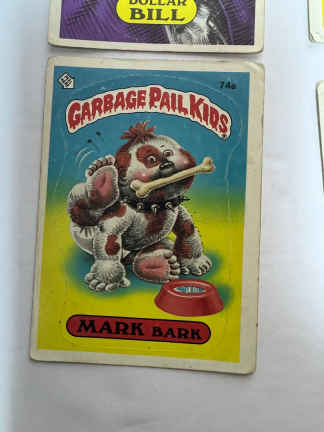 DOLLAR
BILL
74a
GARBAGE PAIL KIDS
MARK BARK